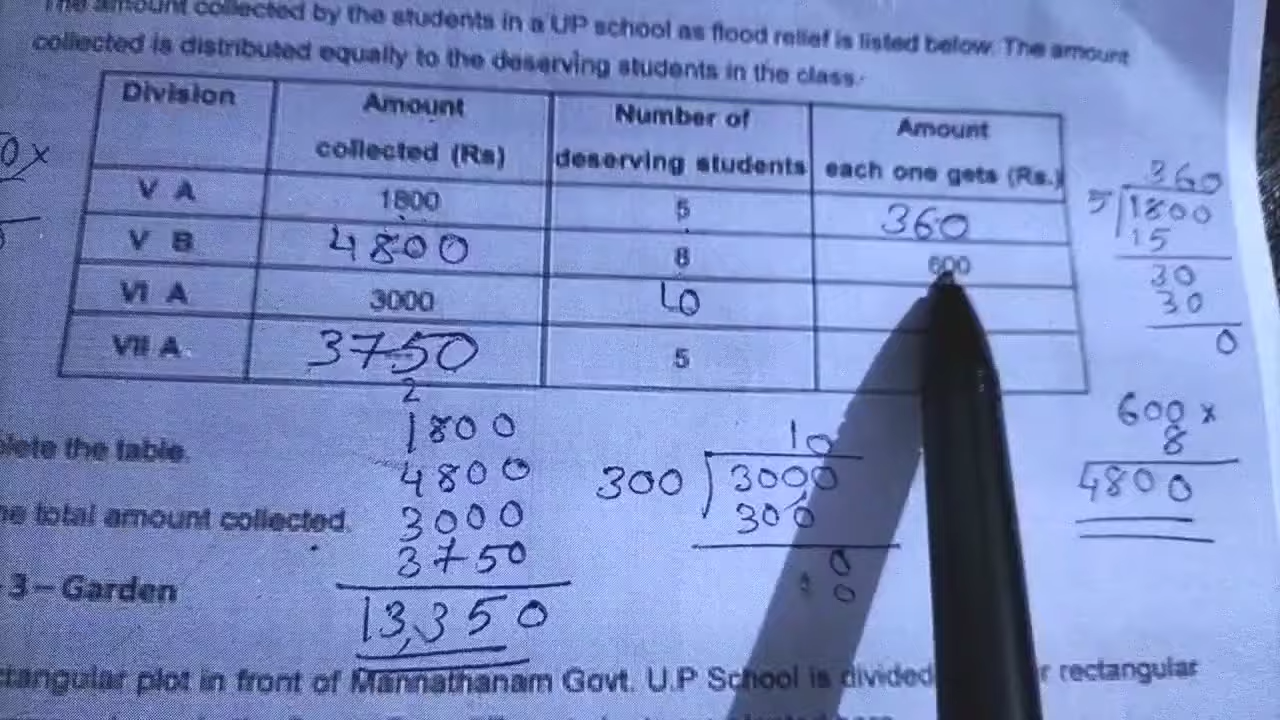 The amount collected by the students in a UP school as flood relief is listed below. The amount
collected is distributed equally to the deserving students in the class.
Division Amount collected (Rs) Number of deserving students Amount each one gets (Rs.)
V A 1800 5 360
V B 4800 8 600
VI A 3000 10
VII A 3750 5
0 x
360
5 1800
15
30
30
0
600 x
8
4800
2
1800
4800
3000
3750
13,350
10
300 3000
300
0
0
plete the table.
he total amount collected.
3 – Garden
ctangular plot in front of Mannathanam Govt. U.P School is divided r rectangular